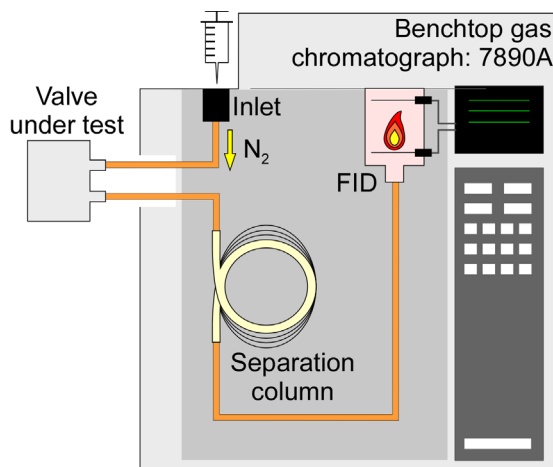 Benchtop gas
chromatograph: 7890A
Valve
under test
Inlet
N₂
FID
Separation
column